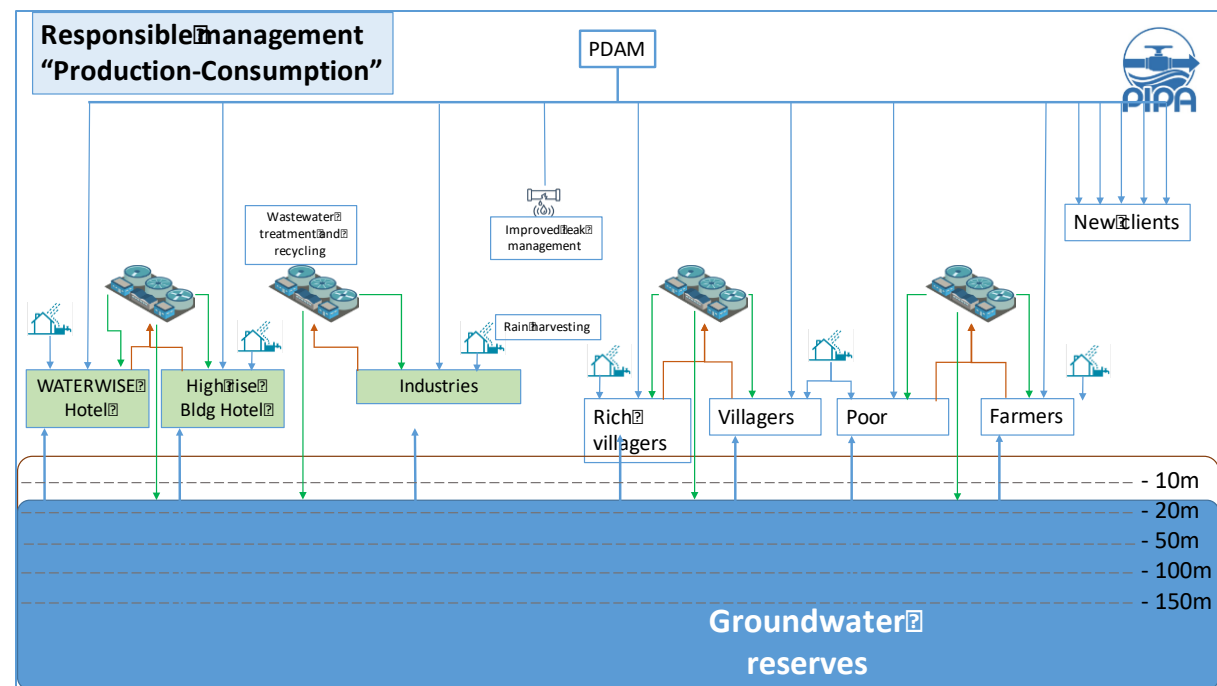 Responsible management
“Production-Consumption”
PDAM
PIPA
Wastewater
treatment and
recycling
Improved leak
management
New clients
Rain harvesting
WATERWISE
Hotel
High rise
Bldg Hotel
Industries
Rich
villagers
Villagers
Poor
Farmers
- 10m
- 20m
- 50m
- 100m
- 150m
Groundwater
reserves